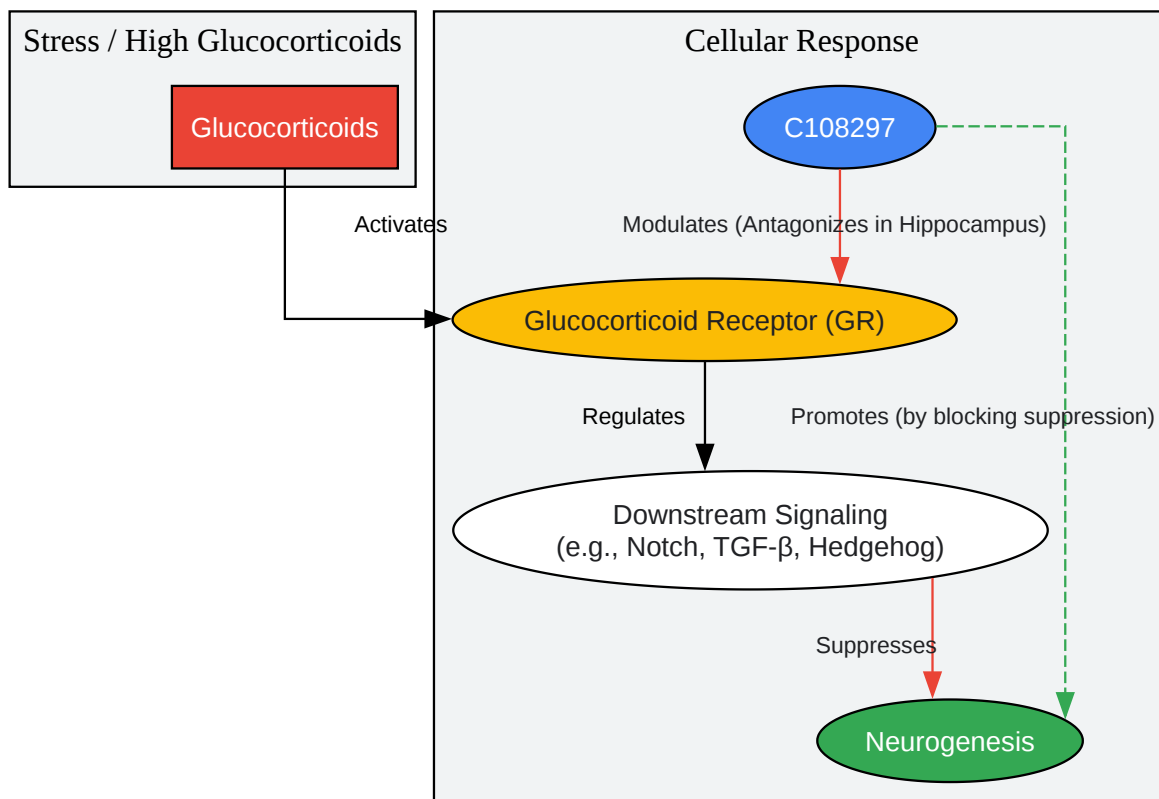 Stress / High Glucocorticoids
Cellular Response
Glucocorticoids
C108297
Activates
Modulates (Antagonizes in Hippocampus)
Glucocorticoid Receptor (GR)
Regulates
Promotes (by blocking suppression)
Downstream Signaling
(e.g., Notch, TGF-β, Hedgehog)
Suppresses
Neurogenesis